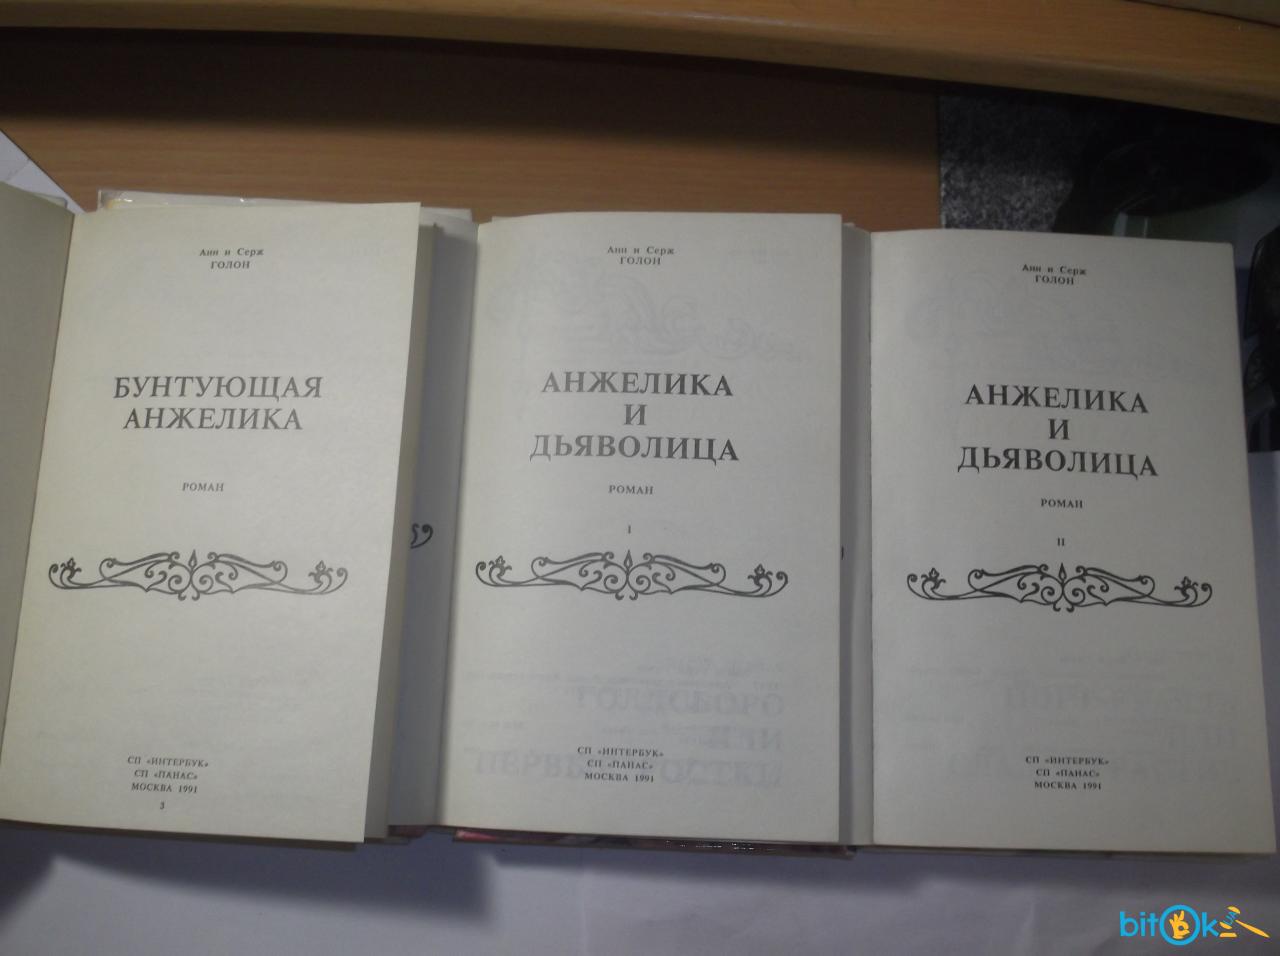 Анн и Серж
ГОЛОН
БУНТУЮЩАЯ
АНЖЕЛИКА
РОМАН
СП «ИНТЕРБУК»
СП «ПАНАС»
МОСКВА 1991
3
Анн и Серж
ГОЛОН
АНЖЕЛИКА
И
ДЬЯВОЛИЦА
РОМАН
I
СП «ИНТЕРБУК»
СП «ПАНАС»
МОСКВА 1991
Анн и Серж
ГОЛОН
АНЖЕЛИКА
И
ДЬЯВОЛИЦА
РОМАН
II
СП «ИНТЕРБУК»
СП «ПАНАС»
МОСКВА 1991
bitOk